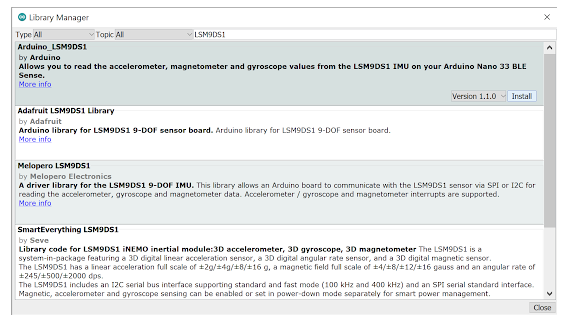 Library Manager
Type All Topic All LSM9DS1
Arduino_LSM9DS1
by Arduino
Allows you to read the accelerometer, magnetometer and gyroscope values from the LSM9DS1 IMU on your Arduino Nano 33 BLE
Sense.
More info
Version 1.1.0 Install
Adafruit LSM9DS1 Library
by Adafruit
Arduino library for LSM9DS1 9-DOF sensor board. Arduino library for LSM9DS1 9-DOF sensor board.
More info
Melopero LSM9DS1
by Melopero Electronics
A driver library for the LSM9DS1 9-DOF IMU. This library allows an Arduino board to communicate with the LSM9DS1 sensor via SPI or I2C for
reading the accelerometer, gyroscope and magnetometer data. Accelerometer / gyroscope and magnetometer interrupts are supported.
More info
SmartEverything LSM9DS1
by Seve
Library code for LSM9DS1 iNEMO inertial module:3D accelerometer, 3D gyroscope, 3D magnetometer The LSM9DS1 is a
system-in-package featuring a 3D digital linear acceleration sensor, a 3D digital angular rate sensor, and a 3D digital magnetic sensor.
The LSM9DS1 has a linear acceleration full scale of ±2g/±4g/±8/±16 g, a magnetic field full scale of ±4/±8/±12/±16 gauss and an angular rate of
±245/±500/±2000 dps.
The LSM9DS1 includes an I2C serial bus interface supporting standard and fast mode (100 kHz and 400 kHz) and an SPI serial standard interface.
Magnetic, accelerometer and gyroscope sensing can be enabled or set in power-down mode separately for smart power management.
Close